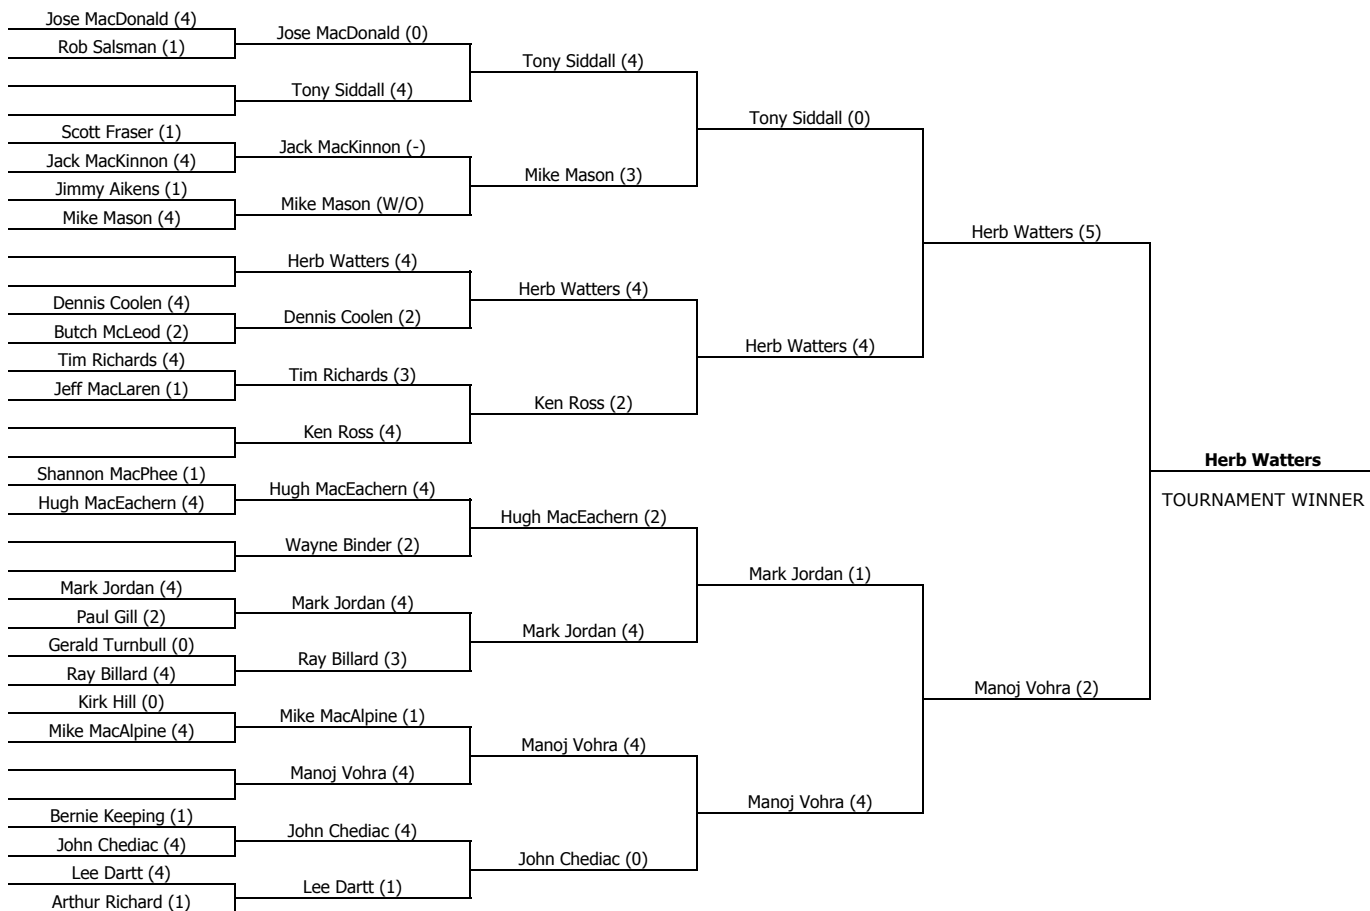 Jose MacDonald (4)
Rob Salsman (1)
Scott Fraser (1)
Jack MacKinnon (4)
Jimmy Aikens (1)
Mike Mason (4)
Dennis Coolen (4)
Butch McLeod (2)
Tim Richards (4)
Jeff MacLaren (1)
Shannon MacPhee (1)
Hugh MacEachern (4)
Mark Jordan (4)
Paul Gill (2)
Gerald Turnbull (0)
Ray Billard (4)
Kirk Hill (0)
Mike MacAlpine (4)
Bernie Keeping (1)
John Chediac (4)
Lee Dartt (4)
Arthur Richard (1)
Jose MacDonald (0)
Tony Siddall (4)
Jack MacKinnon (-)
Mike Mason (W/O)
Herb Watters (4)
Dennis Coolen (2)
Tim Richards (3)
Ken Ross (4)
Hugh MacEachern (4)
Wayne Binder (2)
Mark Jordan (4)
Ray Billard (3)
Mike MacAlpine (1)
Manoj Vohra (4)
John Chediac (4)
Lee Dartt (1)
Tony Siddall (4)
Mike Mason (3)
Herb Watters (4)
Ken Ross (2)
Hugh MacEachern (2)
Mark Jordan (4)
Manoj Vohra (4)
John Chediac (0)
Tony Siddall (0)
Herb Watters (4)
Mark Jordan (1)
Manoj Vohra (4)
Herb Watters (5)
Manoj Vohra (2)
Herb Watters
TOURNAMENT WINNER